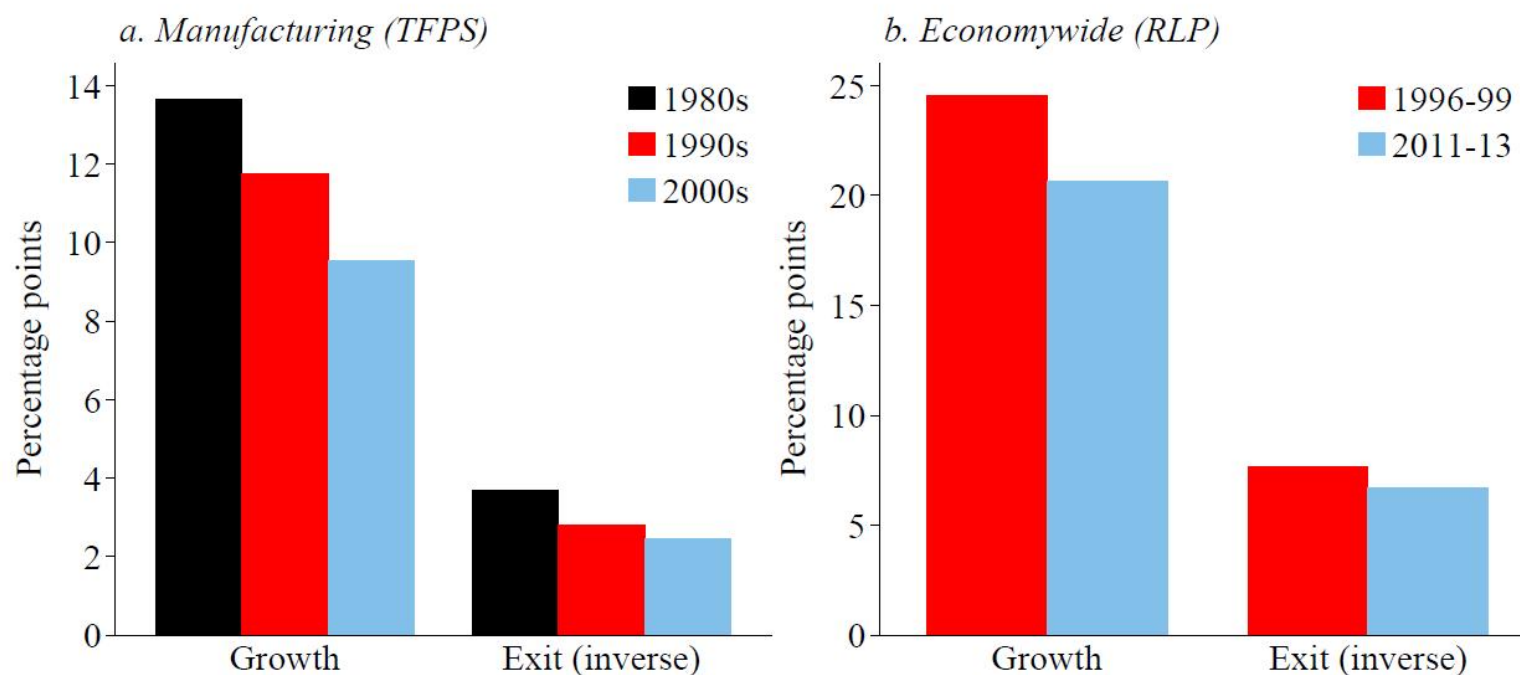 a. Manufacturing (TFPS)
14
12
10
8
6
4
2
0
Percentage points
1980s
1990s
2000s
Growth
Exit (inverse)
b. Economywide (RLP)
25
20
15
10
5
0
Percentage points
1996-99
2011-13
Growth
Exit (inverse)